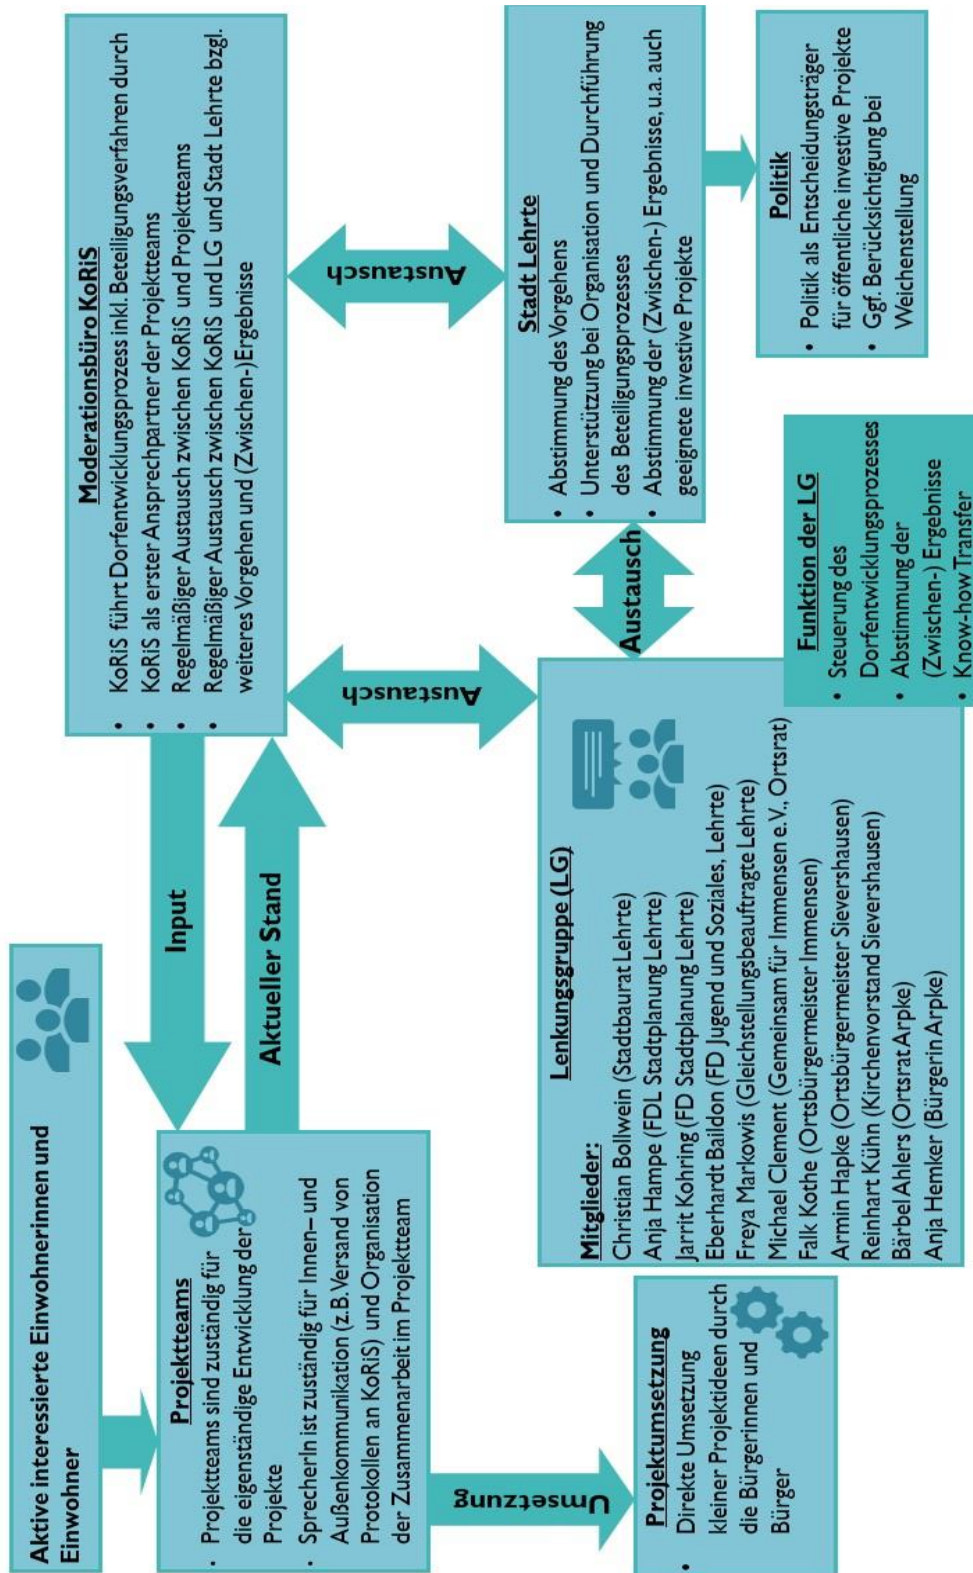 Aktive interessierte Einwohnerinnen und
Einwohner
Projektteams
• Projektteams sind zuständig für
die eigenständige Entwicklung der
Projekte
• SprecherIn ist zuständig für Innen– und
Außenkommunikation (z.B. Versand von
Protokollen an KoRiS) und Organisation
der Zusammenarbeit im Projektteam
Input
Aktueller Stand
Moderationsbüro KoRiS
• KoRiS führt Dorfentwicklungsprozess inkl. Beteiligungsverfahren durch
• KoRiS als erster Ansprechpartner der Projektteams
• Regelmäßiger Austausch zwischen KoRiS und Projektteams
• Regelmäßiger Austausch zwischen KoRiS und LG und Stadt Lehrte bzgl.
weiteres Vorgehen und (Zwischen-)Ergebnisse
Umsetzung
Austausch
Austausch
Projektumsetzung
• Direkte Umsetzung
kleiner Projektideen durch
die Bürgerinnen und
Bürger
Lenkungsgruppe (LG)
Mitglieder:
Christian Bollwein (Stadtbaurat Lehrte)
Anja Hampe (FDL Stadtplanung Lehrte)
Jarrit Kohring (FD Stadtplanung Lehrte)
Eberhardt Baildon (FD Jugend und Soziales, Lehrte)
Freya Markowis (Gleichstellungsbeauftragte Lehrte)
Michael Clement (Gemeinsam für Immensen e.V., Ortsrat)
Falk Kothe (Ortsbürgermeister Immensen)
Armin Hapke (Ortsbürgermeister Sievershausen)
Reinhart Kühn (Kirchenvorstand Sievershausen)
Bärbel Ahlers (Ortsrat Arpke)
Anja Hemker (Bürgerin Arpke)
Funktion der LG
• Steuerung des
Dorfentwicklungsprozesses
• Abstimmung der
(Zwischen-) Ergebnisse
• Know-how Transfer
Austausch
Stadt Lehrte
• Abstimmung des Vorgehens
• Unterstützung bei Organisation und Durchführung
des Beteiligungsprozesses
• Abstimmung der (Zwischen-) Ergebnisse, u.a. auch
geeignete investive Projekte
Politik
• Politik als Entscheidungsträger
für öffentliche investive Projekte
• Ggf. Berücksichtigung bei
Weichenstellung